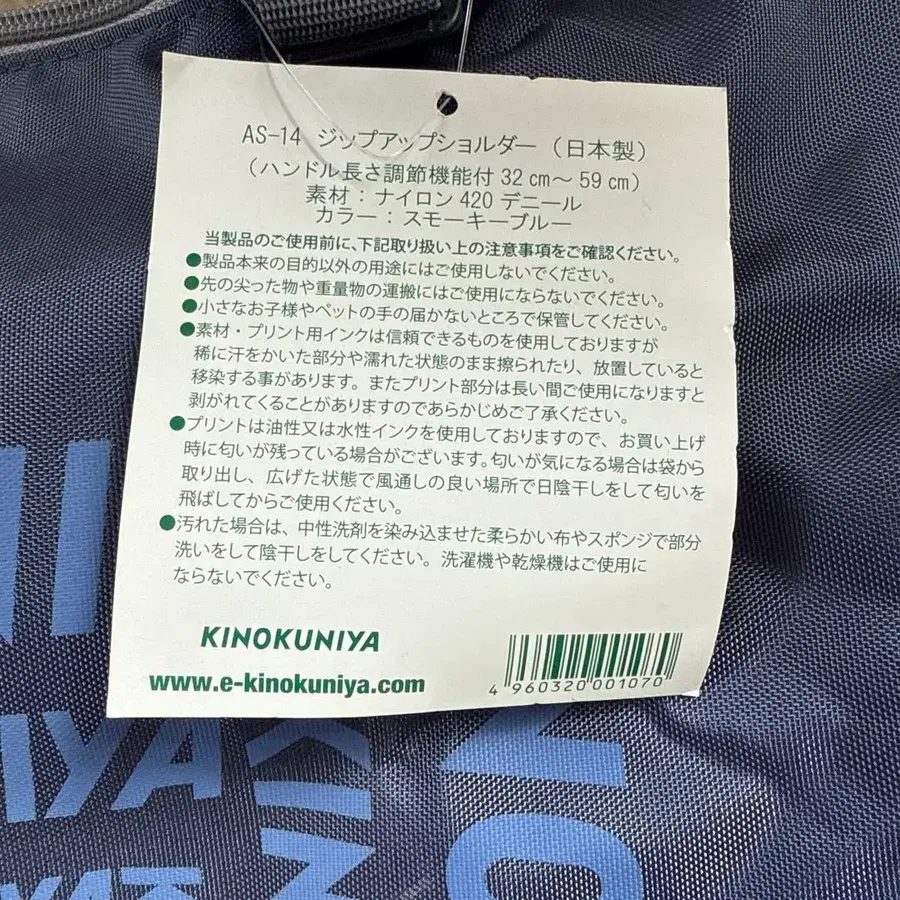 AS-14 ジップアップショルダー (日本製)
(ハンドル長さ調節機能付 32 cm〜 59 cm)
素材：ナイロン 420 デニール
カラー：スモーキーブルー
当製品のご使用前に、下記取り扱い上の注意事項をご確認ください。
●製品本来の目的以外の用途にはご使用しないでください。
●先の尖った物や重量物の運搬にはご使用にならないでください。
●小さなお子様やペットの手の届かないところで保管してください。
●素材・プリント用インクは信頼できるものを使用しておりますが
稀に汗をかいた部分や濡れた状態のまま擦られたり、放置していると
移染する事があります。またプリント部分は長い間ご使用になりますと
剥がれてくることがありますのであらかじめご了承ください。
●プリントは油性又は水性インクを使用しておりますので、お買い上げ
時に匂いが残っている場合がございます。匂いが気になる場合は袋から
取り出し、広げた状態で風通しの良い場所で日陰干しをして匂いを
飛ばしてからご使用ください。
●汚れた場合は、中性洗剤を染み込ませた柔らかい布やスポンジで部分
洗いをして陰干しをしてください。洗濯機や乾燥機はご使用に
ならないでください。
KINOKUNIYA
www.e-kinokuniya.com
4 960320 001070